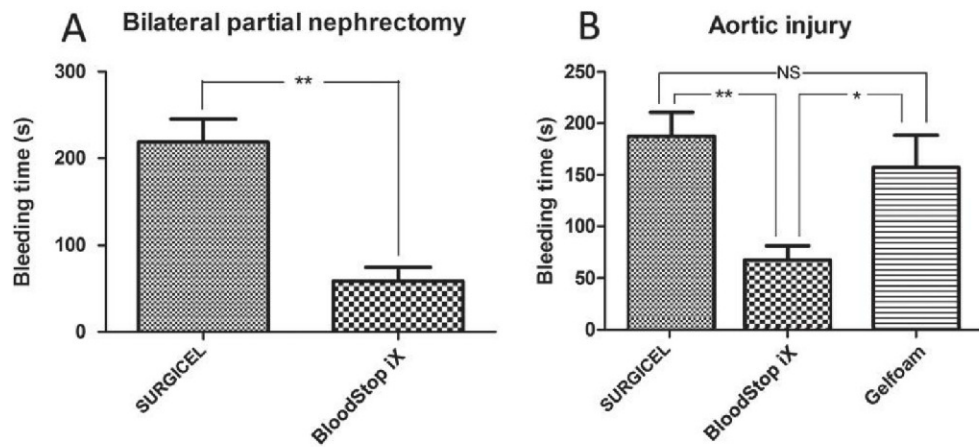 A
Bilateral partial nephrectomy
Bleeding time (s)
300
200
100
0
**
SURGICEL
BloodStop iX
B
Aortic injury
Bleeding time (s)
250
200
150
100
50
0
NS
**
*
SURGICEL
BloodStop iX
Gelfoam